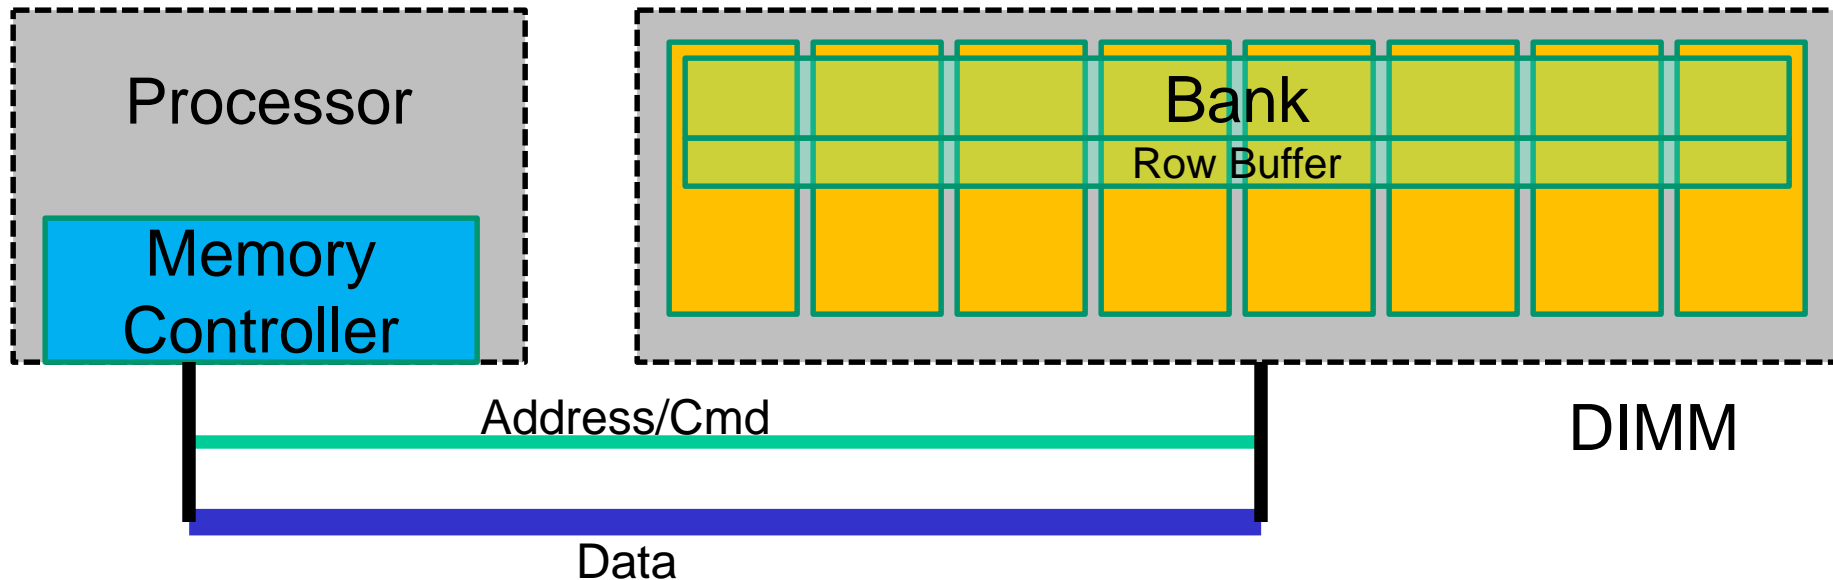 Processor
Bank
Row Buffer
Memory
Controller
Address/Cmd
DIMM
Data